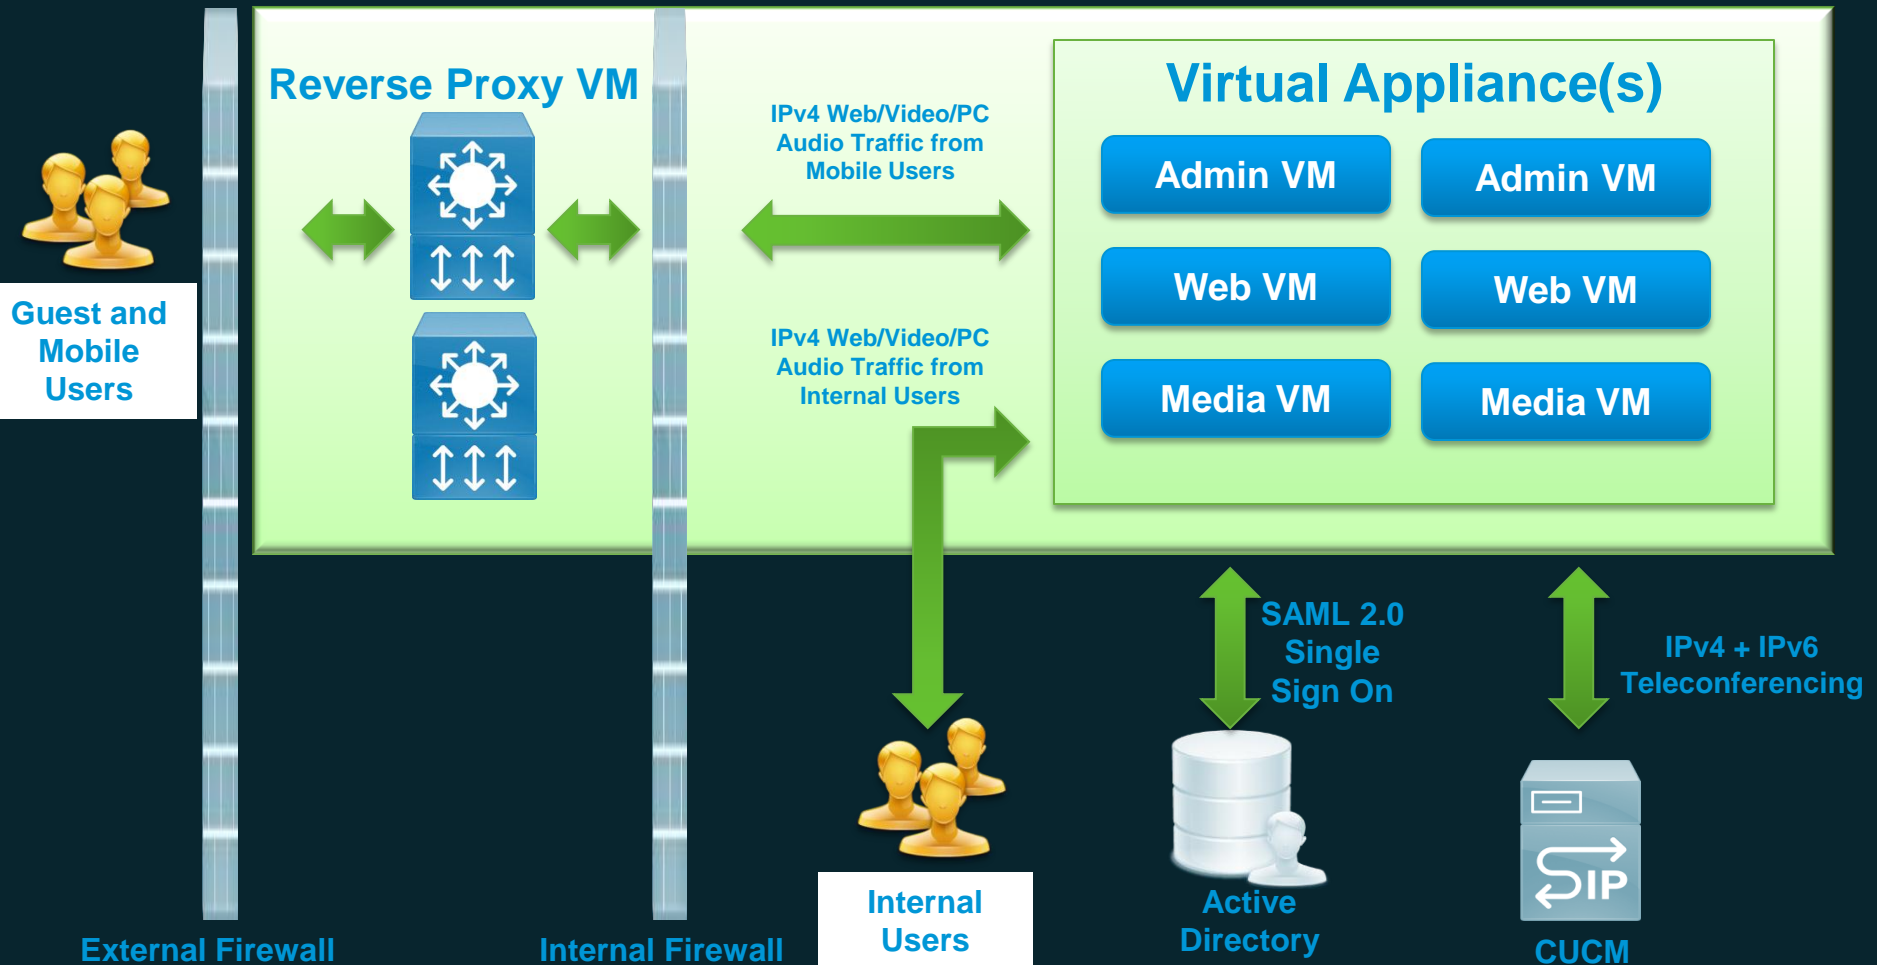 Reverse Proxy VM
IPv4 Web/Video/PC
Audio Traffic from
Mobile Users
Virtual Appliance(s)
Admin VM
Admin VM
Web VM
Web VM
Media VM
Media VM
Guest and
Mobile
Users
IPv4 Web/Video/PC
Audio Traffic from
Internal Users
SAML 2.0
Single
Sign On
IPv4 + IPv6
Teleconferencing
SIP
External Firewall
Internal Firewall
Internal
Users
Active
Directory
CUCM